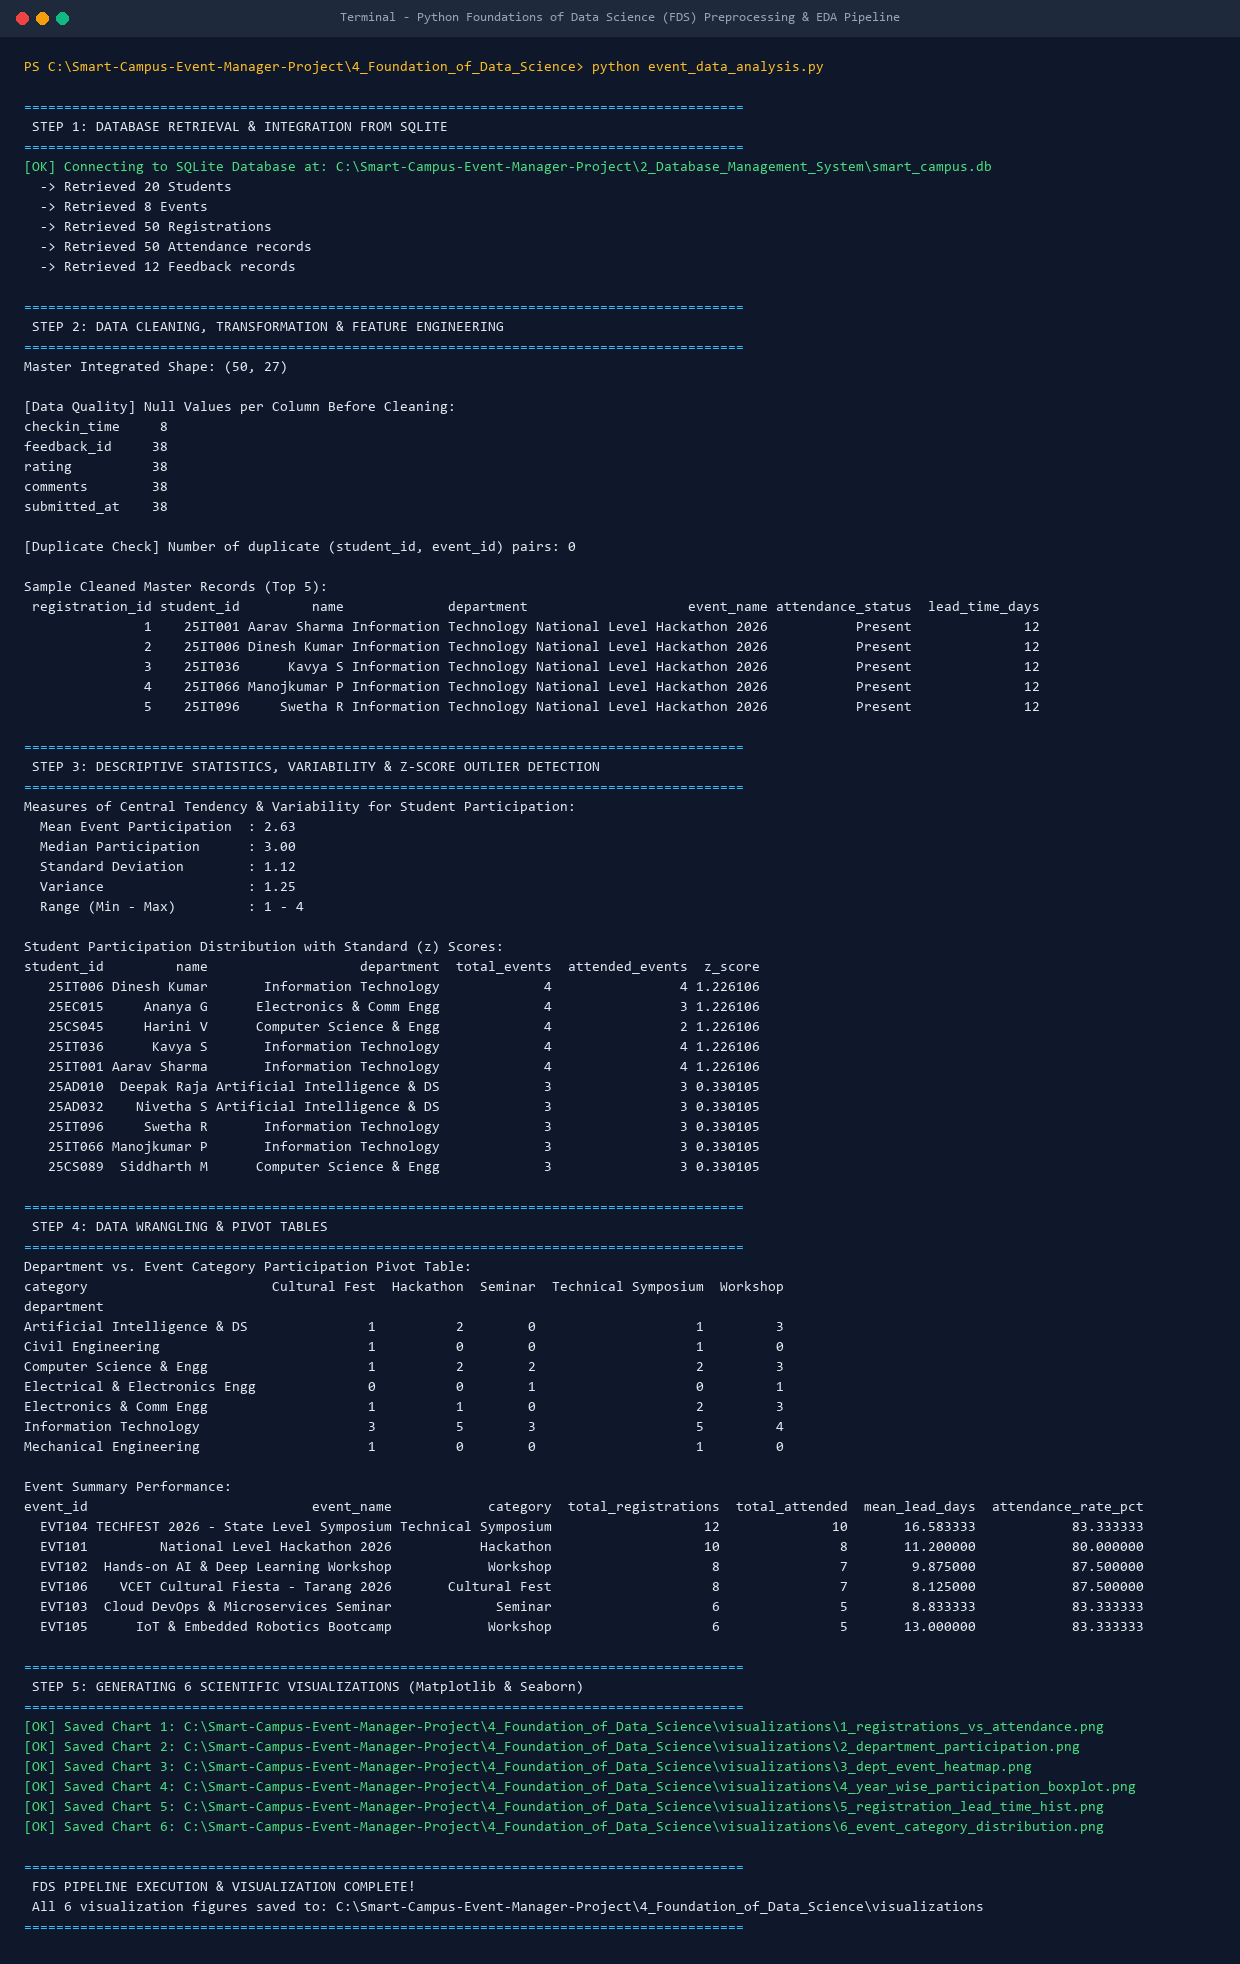 Terminal - Python Foundations of Data Science (FDS) Preprocessing & EDA Pipeline
PS C:\Smart-Campus-Event-Manager-Project\4_Foundation_of_Data_Science> python event_data_analysis.py
==========================================================================================
STEP 1: DATABASE RETRIEVAL & INTEGRATION FROM SQLITE
==========================================================================================
[OK] Connecting to SQLite Database at: C:\Smart-Campus-Event-Manager-Project\2_Database_Management_System\smart_campus.db
-> Retrieved 20 Students
-> Retrieved 8 Events
-> Retrieved 50 Registrations
-> Retrieved 50 Attendance records
-> Retrieved 12 Feedback records
==========================================================================================
STEP 2: DATA CLEANING, TRANSFORMATION & FEATURE ENGINEERING
==========================================================================================
Master Integrated Shape: (50, 27)
[Data Quality] Null Values per Column Before Cleaning:
checkin_time     8
feedback_id     38
rating          38
comments        38
submitted_at    38
[Duplicate Check] Number of duplicate (student_id, event_id) pairs: 0
Sample Cleaned Master Records (Top 5):
registration_id student_id         name             department                    event_name attendance_status  lead_time_days
1    25IT001 Aarav Sharma Information Technology National Level Hackathon 2026           Present              12
2    25IT006 Dinesh Kumar Information Technology National Level Hackathon 2026           Present              12
3    25IT036      Kavya S Information Technology National Level Hackathon 2026           Present              12
4    25IT066 Manojkumar P Information Technology National Level Hackathon 2026           Present              12
5    25IT096     Swetha R Information Technology National Level Hackathon 2026           Present              12
==========================================================================================
STEP 3: DESCRIPTIVE STATISTICS, VARIABILITY & Z-SCORE OUTLIER DETECTION
==========================================================================================
Measures of Central Tendency & Variability for Student Participation:
Mean Event Participation  : 2.63
Median Participation      : 3.00
Standard Deviation        : 1.12
Variance                  : 1.25
Range (Min - Max)         : 1 - 4
Student Participation Distribution with Standard (z) Scores:
student_id         name                   department  total_events  attended_events  z_score
25IT006 Dinesh Kumar       Information Technology             4                4 1.226106
25EC015     Ananya G      Electronics & Comm Engg             4                3 1.226106
25CS045     Harini V      Computer Science & Engg             4                2 1.226106
25IT036      Kavya S       Information Technology             4                4 1.226106
25IT001 Aarav Sharma       Information Technology             4                4 1.226106
25AD010  Deepak Raja Artificial Intelligence & DS             3                3 0.330105
25AD032    Nivetha S Artificial Intelligence & DS             3                3 0.330105
25IT096     Swetha R       Information Technology             3                3 0.330105
25IT066 Manojkumar P       Information Technology             3                3 0.330105
25CS089  Siddharth M      Computer Science & Engg             3                3 0.330105
==========================================================================================
STEP 4: DATA WRANGLING & PIVOT TABLES
==========================================================================================
Department vs. Event Category Participation Pivot Table:
category                       Cultural Fest  Hackathon  Seminar  Technical Symposium  Workshop
department
Artificial Intelligence & DS               1          2        0                    1         3
Civil Engineering                          1          0        0                    1         0
Computer Science & Engg                    1          2        2                    2         3
Electrical & Electronics Engg              0          0        1                    0         1
Electronics & Comm Engg                    1          1        0                    2         3
Information Technology                     3          5        3                    5         4
Mechanical Engineering                     1          0        0                    1         0
Event Summary Performance:
event_id                            event_name            category  total_registrations  total_attended  mean_lead_days  attendance_rate_pct
EVT104 TECHFEST 2026 - State Level Symposium Technical Symposium                   12              10       16.583333            83.333333
EVT101         National Level Hackathon 2026           Hackathon                   10               8       11.200000            80.000000
EVT102  Hands-on AI & Deep Learning Workshop            Workshop                    8               7        9.875000            87.500000
EVT106    VCET Cultural Fiesta - Tarang 2026       Cultural Fest                    8               7        8.125000            87.500000
EVT103  Cloud DevOps & Microservices Seminar             Seminar                    6               5        8.833333            83.333333
EVT105      IoT & Embedded Robotics Bootcamp            Workshop                    6               5       13.000000            83.333333
==========================================================================================
STEP 5: GENERATING 6 SCIENTIFIC VISUALIZATIONS (Matplotlib & Seaborn)
==========================================================================================
[OK] Saved Chart 1: C:\Smart-Campus-Event-Manager-Project\4_Foundation_of_Data_Science\visualizations\1_registrations_vs_attendance.png
[OK] Saved Chart 2: C:\Smart-Campus-Event-Manager-Project\4_Foundation_of_Data_Science\visualizations\2_department_participation.png
[OK] Saved Chart 3: C:\Smart-Campus-Event-Manager-Project\4_Foundation_of_Data_Science\visualizations\3_dept_event_heatmap.png
[OK] Saved Chart 4: C:\Smart-Campus-Event-Manager-Project\4_Foundation_of_Data_Science\visualizations\4_year_wise_participation_boxplot.png
[OK] Saved Chart 5: C:\Smart-Campus-Event-Manager-Project\4_Foundation_of_Data_Science\visualizations\5_registration_lead_time_hist.png
[OK] Saved Chart 6: C:\Smart-Campus-Event-Manager-Project\4_Foundation_of_Data_Science\visualizations\6_event_category_distribution.png
==========================================================================================
FDS PIPELINE EXECUTION & VISUALIZATION COMPLETE!
All 6 visualization figures saved to: C:\Smart-Campus-Event-Manager-Project\4_Foundation_of_Data_Science\visualizations
==========================================================================================